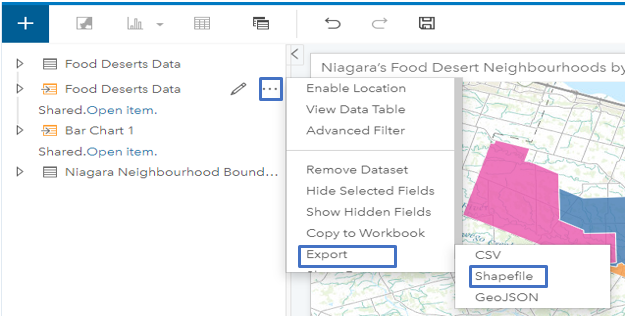 Food Deserts Data
Food Deserts Data
Shared.Open item.
Bar Chart 1
Shared.Open item.
Niagara Neighbourhood Bound...
Enable Location
View Data Table
Advanced Filter
Remove Dataset
Hide Selected Fields
Show Hidden Fields
Copy to Workbook
Export
CSV
Shapefile
GeoJSON
Niagara's Food Desert Neighbourhoods by